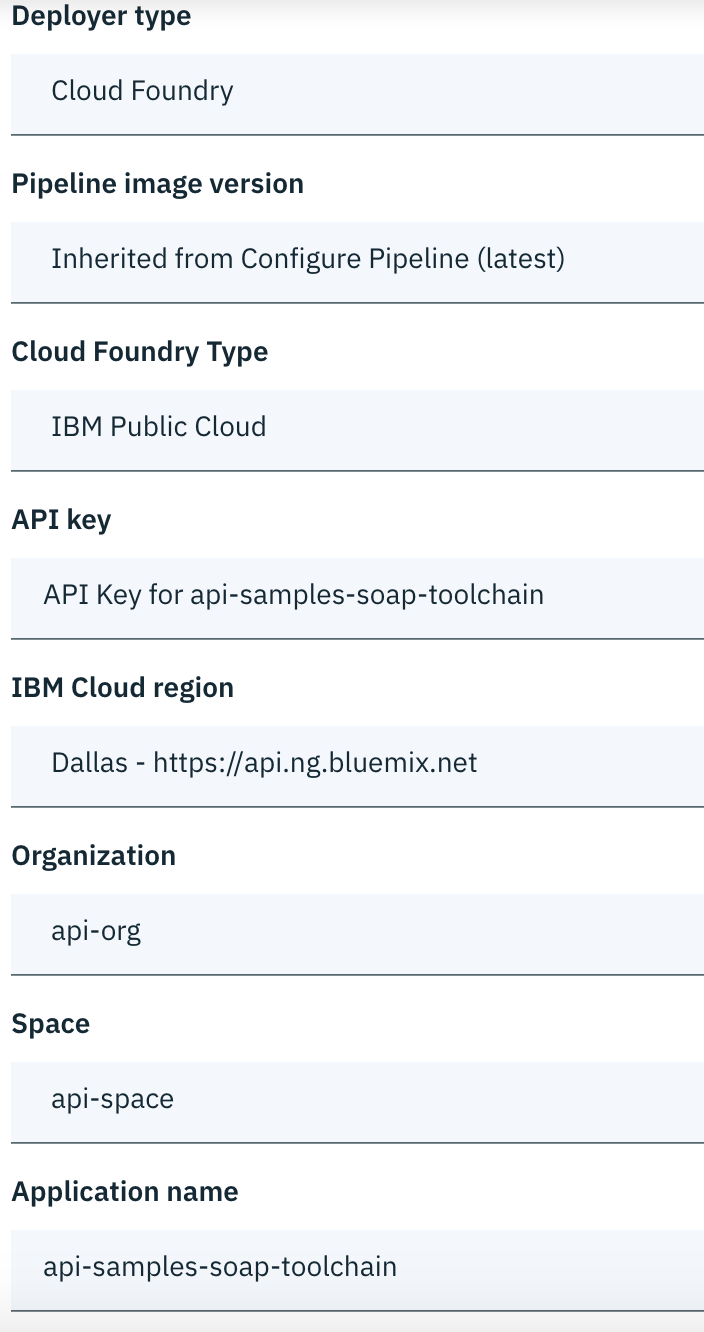 Deployer type
Cloud Foundry
Pipeline image version
Inherited from Configure Pipeline (latest)
Cloud Foundry Type
IBM Public Cloud
API key
API Key for api-samples-soap-toolchain
IBM Cloud region
Dallas - https://api.ng.bluemix.net
Organization
api-org
Space
api-space
Application name
api-samples-soap-toolchain